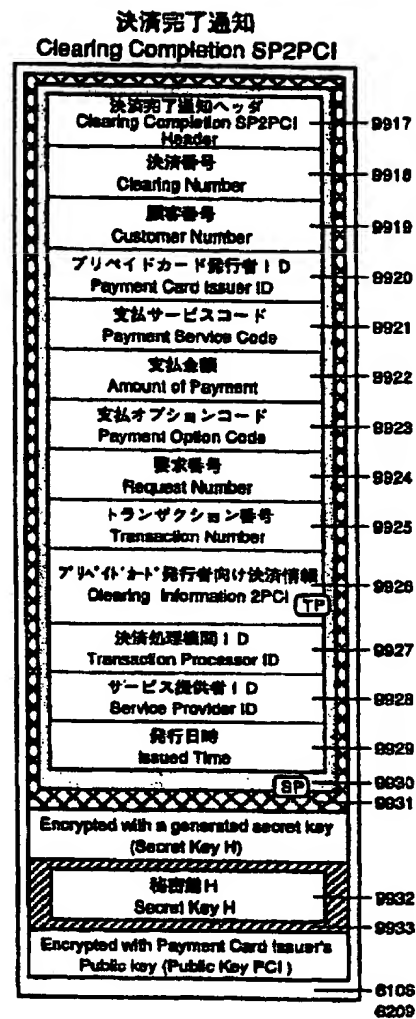 決済完了通知
Clearing Completion SP2PCI
決済完了通知ヘッダ
Clearing Completion SP2PCI
Header
9917
決済番号
Clearing Number
9918
顧客番号
Customer Number
9919
プリペイドカード発行者ID
Payment Card Issuer ID
9920
支払サービスコード
Payment Service Code
9921
支払金額
Amount of Payment
9922
支払オプションコード
Payment Option Code
9923
要求番号
Request Number
9924
トランザクション番号
Transaction Number
9925
プリペイドカード発行者向け決済情報
Clearing Information 2PCI
TP
9926
決済処理機関ID
Transaction Processor ID
9927
サービス提供者ID
Service Provider ID
9928
発行日時
Issued Time
9929
SP
9930
9931
Encrypted with a generated secret key
(Secret Key H)
秘密鍵H
Secret Key H
9932
9933
Encrypted with Payment Card Issuer's
Public key (Public Key PCI)
6106
6209